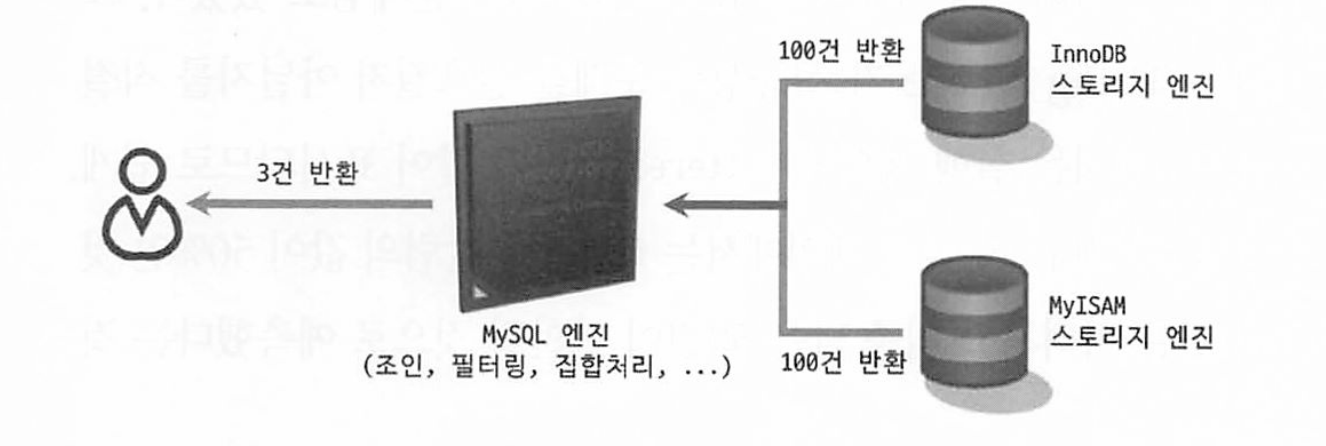 100건 반환
InnoDB
스토리지 엔진
3건 반환
MySQL 엔진
(조인, 필터링, 집합처리, ...)
MyISAM
스토리지 엔진
100건 반환